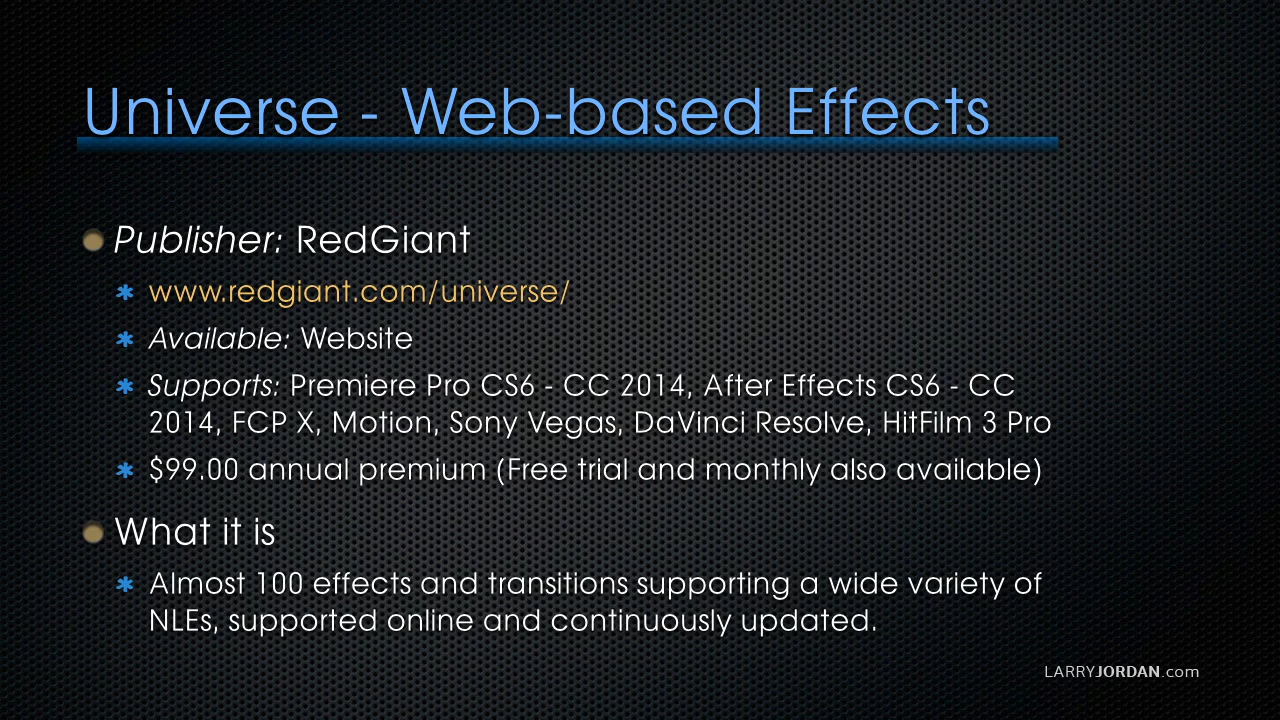 Universe - Web-based Effects
Publisher: RedGiant
www.redgiant.com/universe/
Available: Website
Supports: Premiere Pro CS6 - CC 2014, After Effects CS6 - CC
2014, FCP X, Motion, Sony Vegas, DaVinci Resolve, HitFilm 3 Pro
$99.00 annual premium (Free trial and monthly also available)
What it is
Almost 100 effects and transitions supporting a wide variety of
NLEs, supported online and continuously updated.
LARRYJORDAN.com